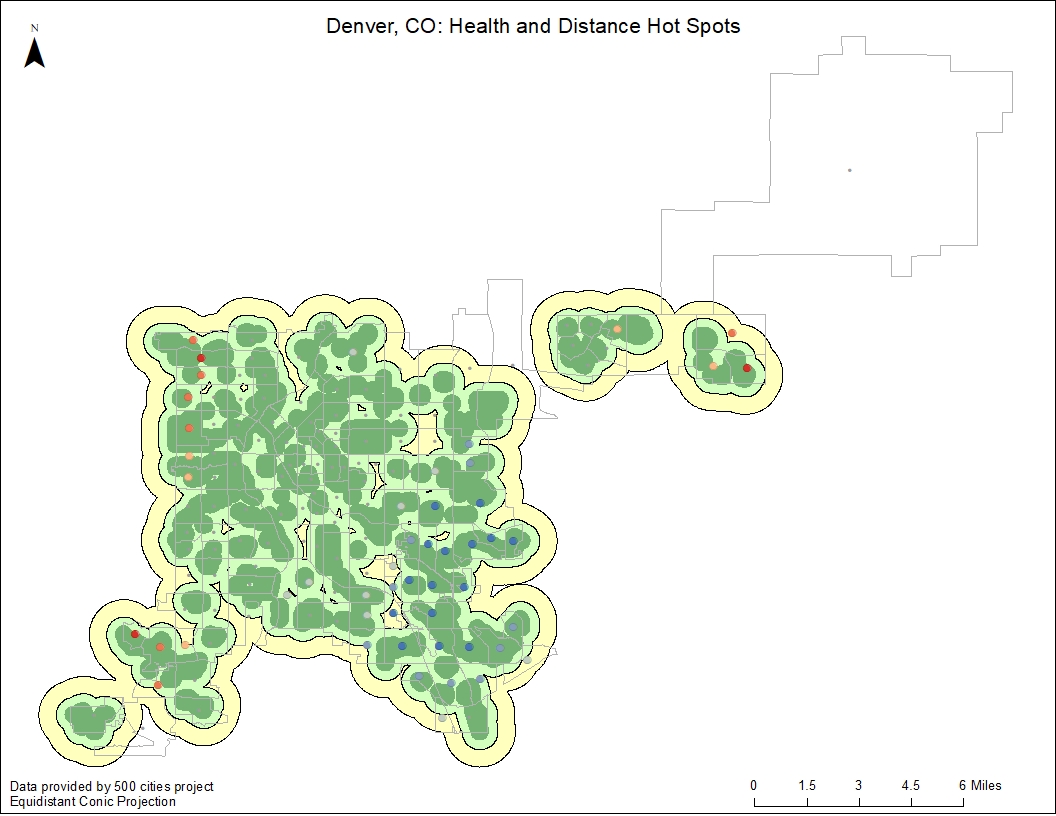 Denver, CO: Health and Distance Hot Spots
N
Data provided by 500 cities project
Equidistant Conic Projection
0 1.5 3 4.5 6 Miles